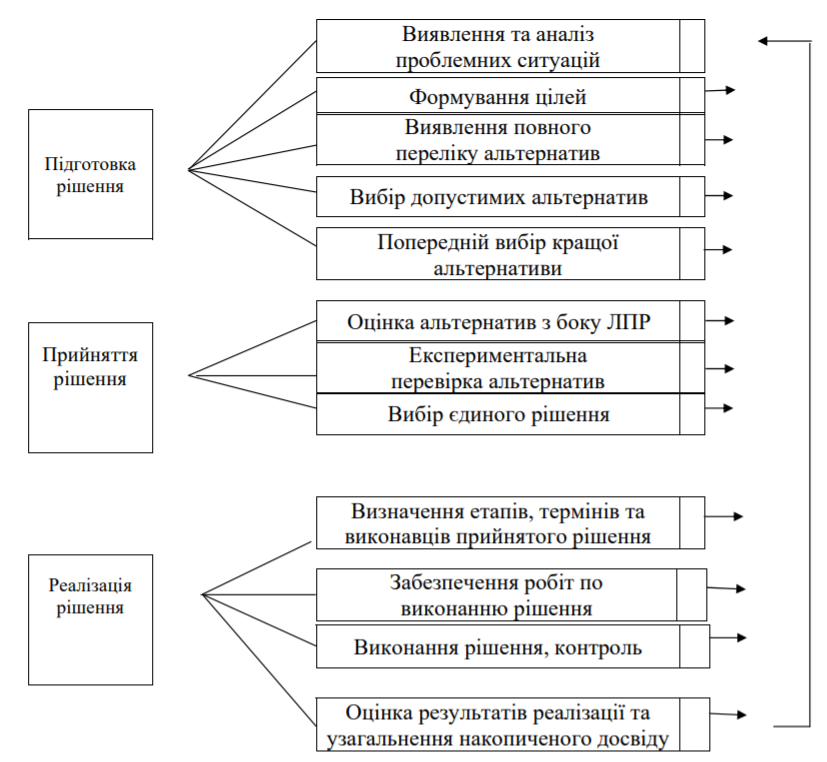 Підготовка
рішення
Виявлення та аналіз
проблемних ситуацій
Формування цілей
Виявлення повного
переліку альтернатив
Вибір допустимих альтернатив
Попередній вибір кращої
альтернативи
Прийняття
рішення
Оцінка альтернатив з боку ЛПР
Експериментальна
перевірка альтернатив
Вибір єдиного рішення
Реалізація
рішення
Визначення етапів, термінів та
виконавців прийнятого рішення
Забезпечення робіт по
виконанню рішення
Виконання рішення, контроль
Оцінка результатів реалізації та
узагальнення накопиченого досвіду